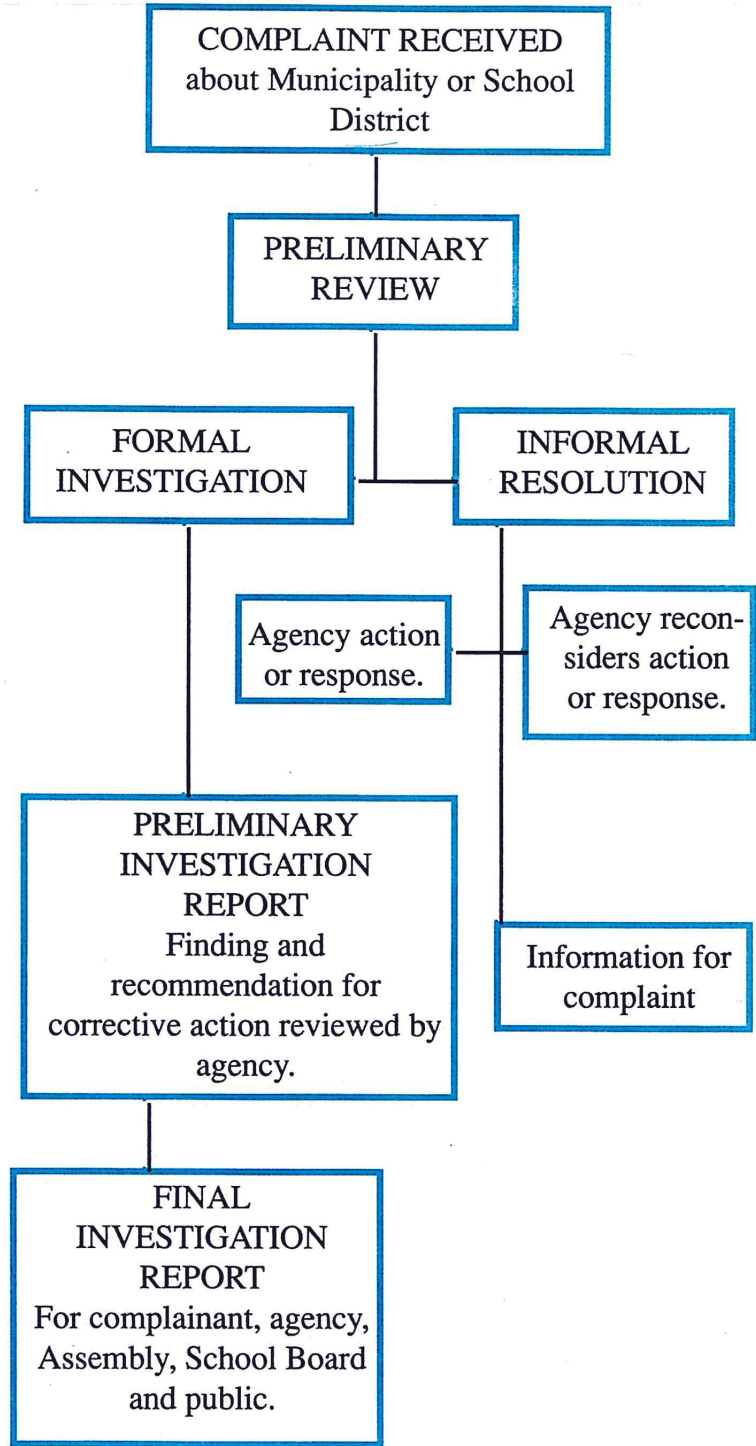 COMPLAINT RECEIVED
about Municipality or School
District
PRELIMINARY
REVIEW
FORMAL
INVESTIGATION
INFORMAL
RESOLUTION
Agency action
or response.
Agency recon-
siders action
or response.
PRELIMINARY
INVESTIGATION
REPORT
Finding and
recommendation for
corrective action reviewed by
agency.
Information for
complaint
FINAL
INVESTIGATION
REPORT
For complainant, agency,
Assembly, School Board
and public.